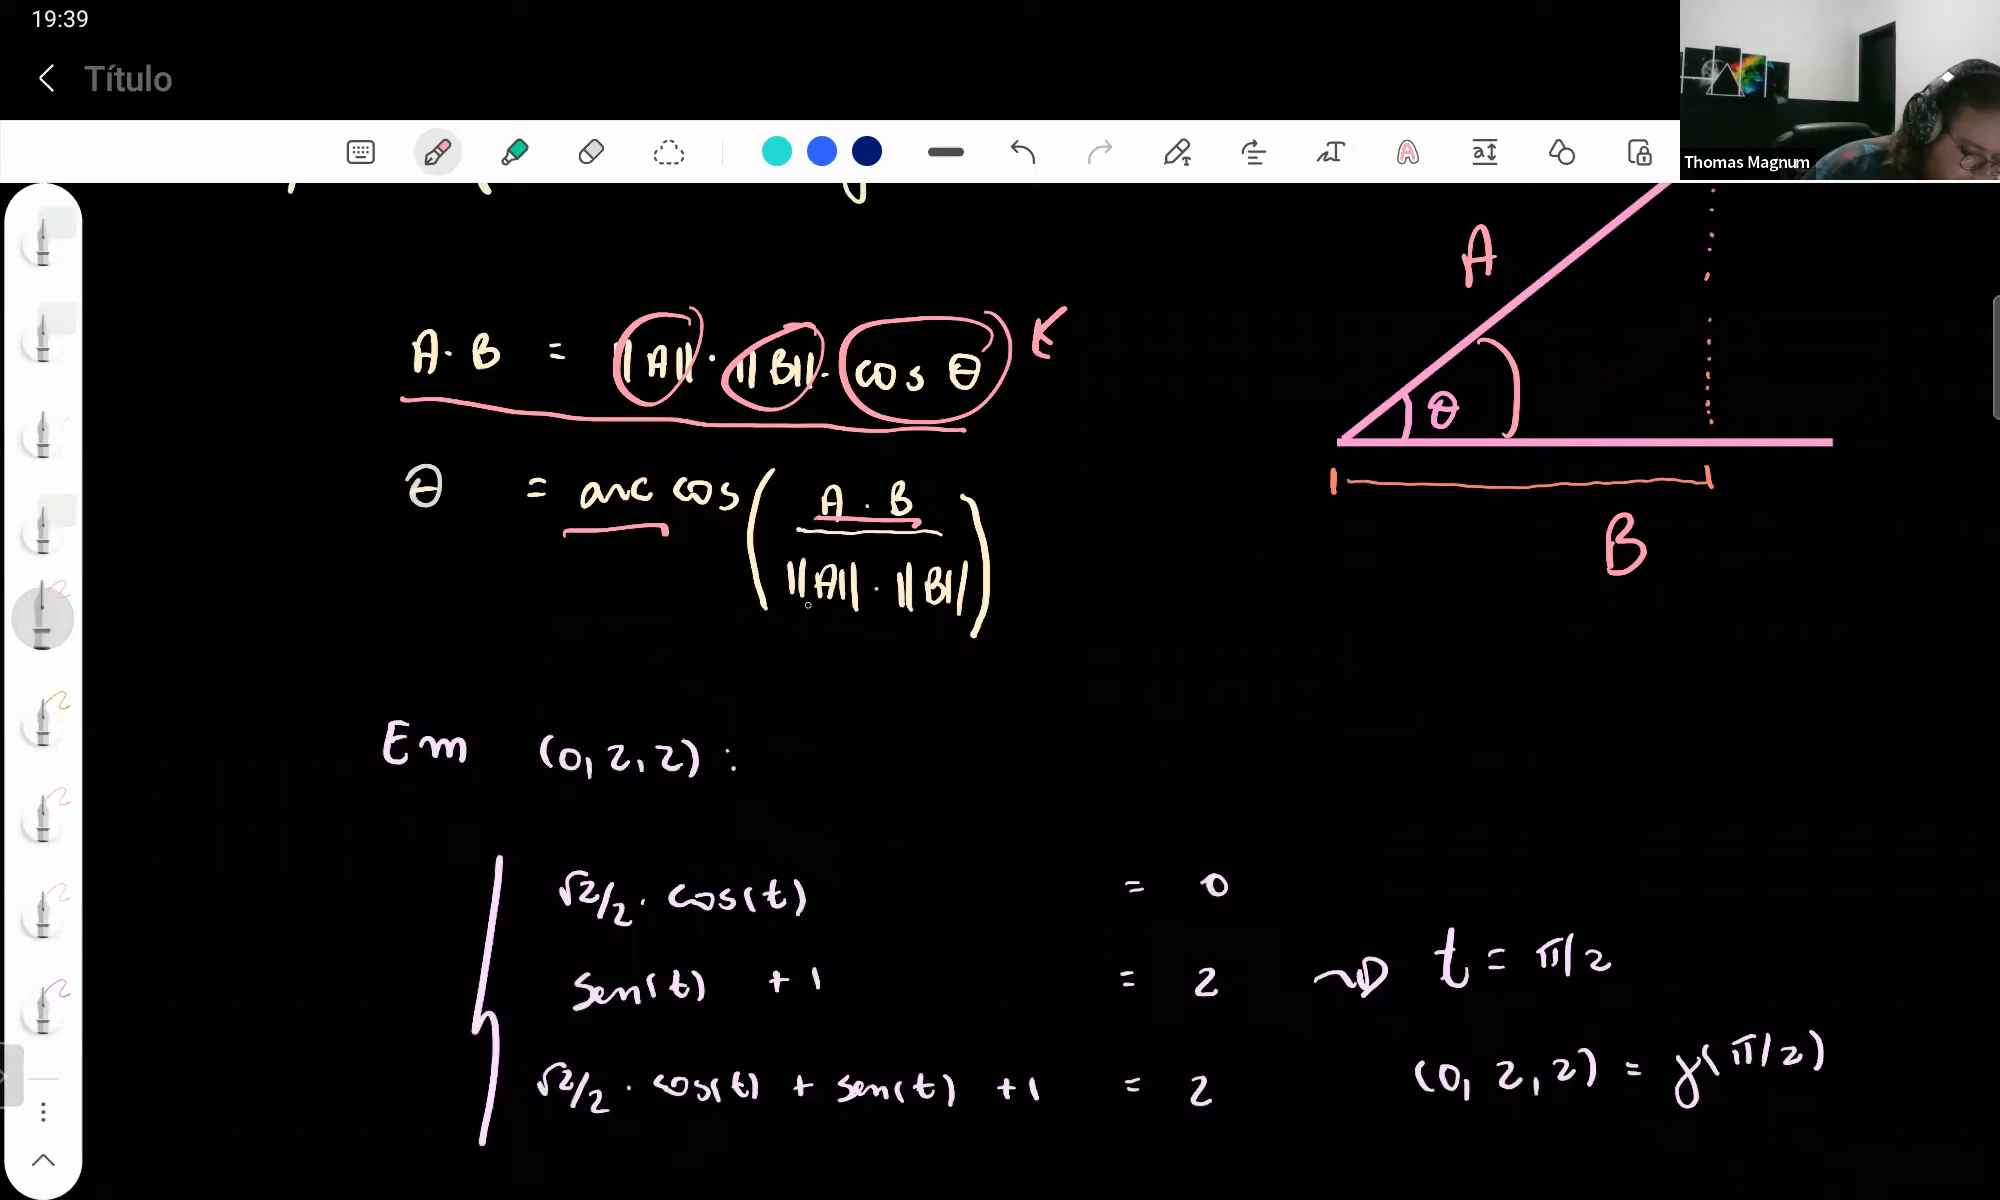 19:39
Título
Thomas Magnum
A
A · B = ||A|| · ||B|| · cos θ
θ
θ = arc cos ( A · B / ||A|| · ||B|| )
B
Em (0, 2, 2) :
√2/2 · cos(t) = 0
sen(t) + 1 = 2 ⇝ t = π/2
√2/2 · cos(t) + sen(t) + 1 = 2
(0, 2, 2) = γ(π/2)